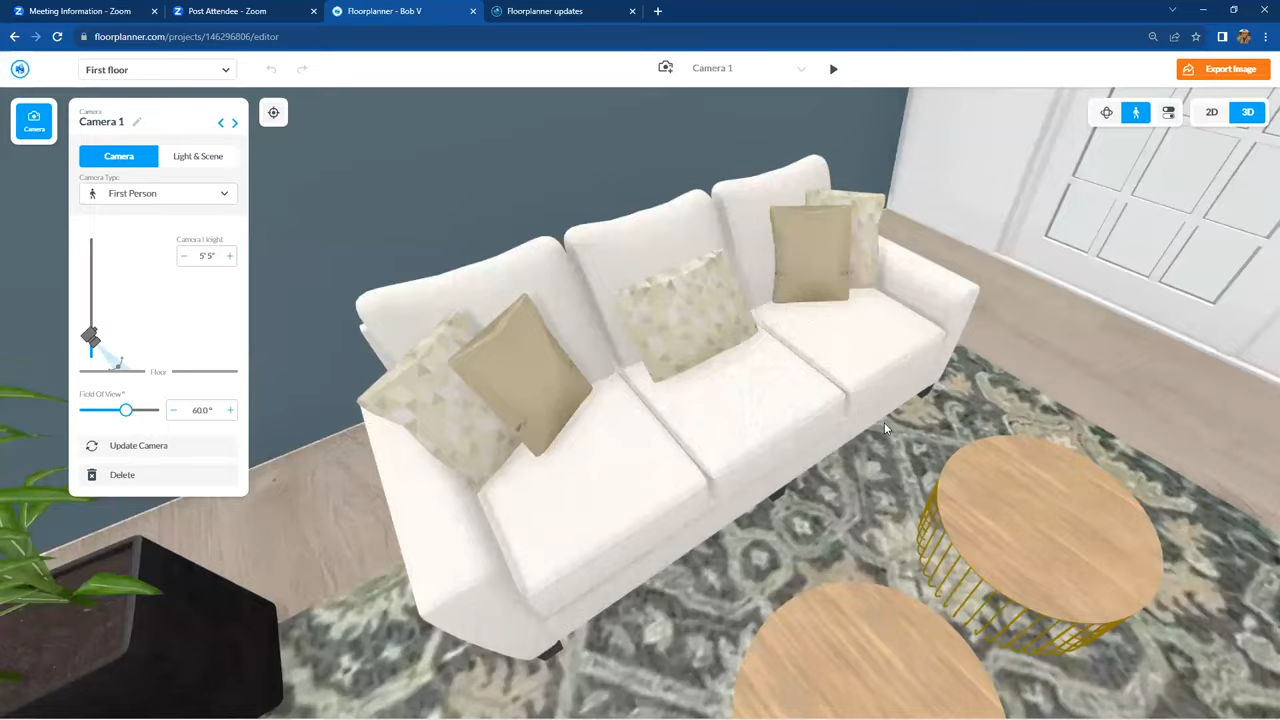 Meeting Information - Zoom
Post Attendee - Zoom
Floorplanner - Bob V
Floorplanner updates
floorplanner.com/projects/146296806/editor
First floor
Camera 1
Export Image
Camera
Camera
Camera 1
2D
3D
Camera
Light & Scene
Camera Type
First Person
Camera Height
5' 5"
Floor
Field Of View°
60.0 °
Update Camera
Delete